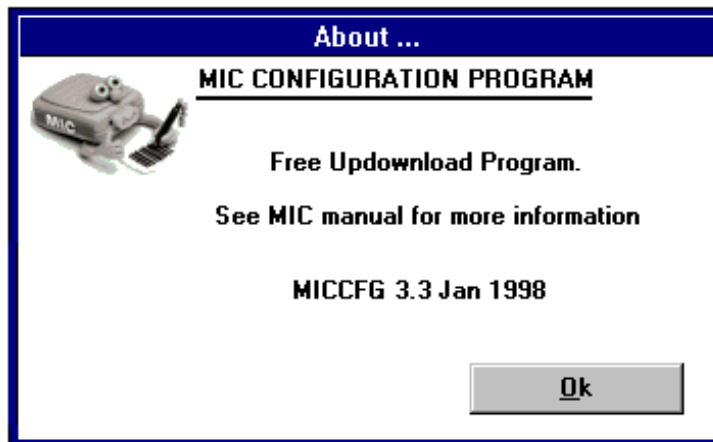 About ...
MIC CONFIGURATION PROGRAM
MIC
Free Updownload Program.
See MIC manual for more information
MICCFG 3.3 Jan 1998
Ok